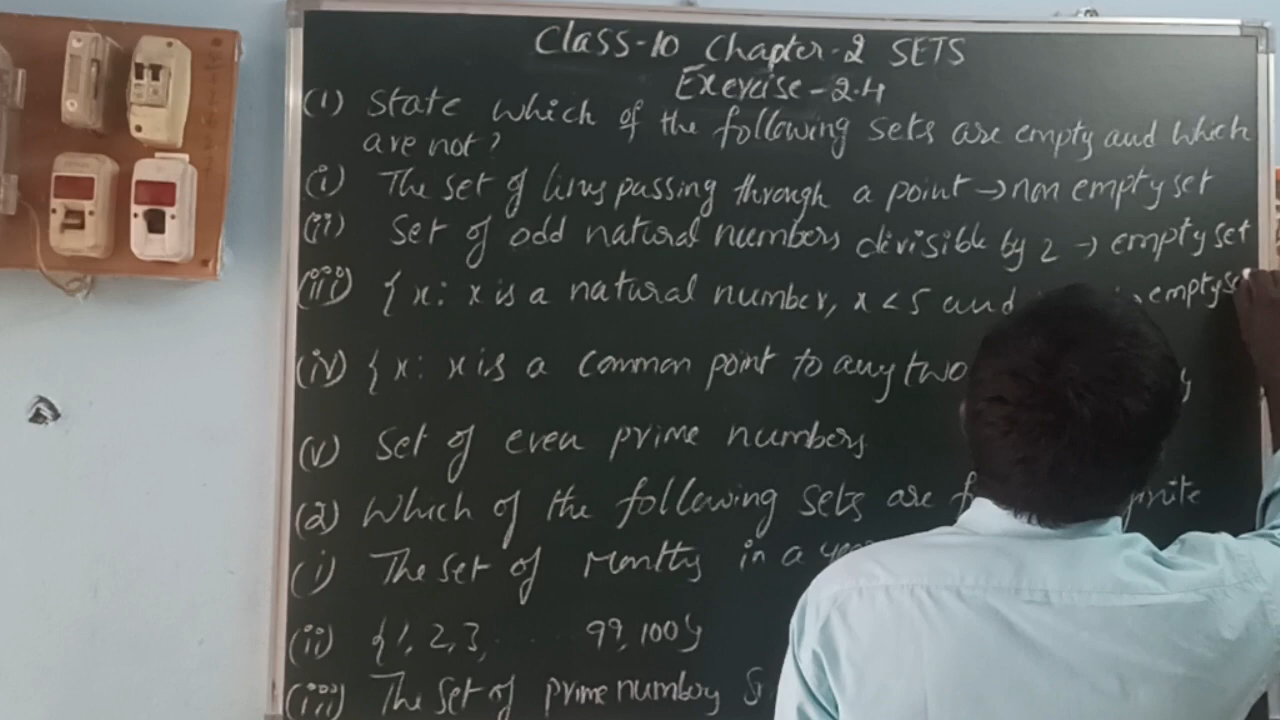 Class-10 Chapter-2 SETS
Exercise-2.4
(1) State which of the following sets are empty and which
are not?
(i) The set of lines passing through a point → non empty set
(ii) Set of odd natural numbers divisible by 2 → empty set
(iii) {x: x is a natural number, x < 5 and empty
(iv) {x: x is a common point to any two }
(v) Set of even prime numbers
(2) Which of the following sets are
(i) The set of Months in a
(ii) {1, 2, 3, ... 99, 100}
(iii) The set of prime numbers